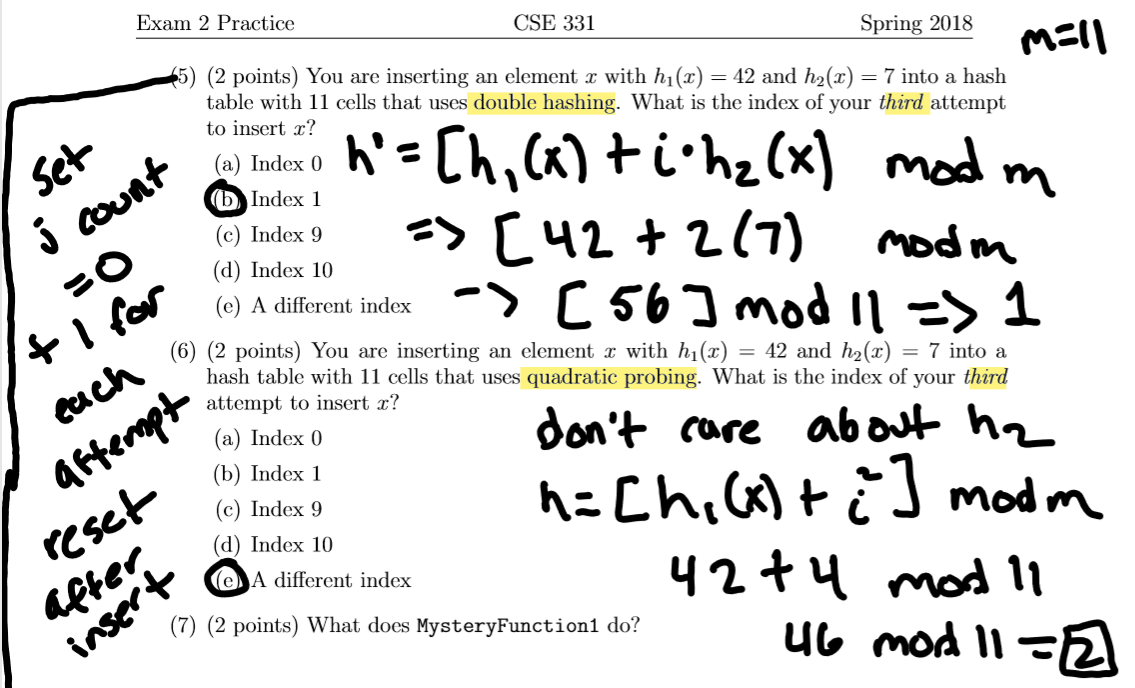 Exam 2 Practice CSE 331 Spring 2018
m=11
(5) (2 points) You are inserting an element x with h₁(x) = 42 and h₂(x) = 7 into a hash
table with 11 cells that uses double hashing. What is the index of your third attempt
to insert x?
(a) Index 0
(b) Index 1
(c) Index 9
(d) Index 10
(e) A different index
h' = [h₁(x) + i·h₂(x) mod m
=> [42 + 2(7) mod m
-> [56] mod 11 => 1
set
j count
=0
+1 for
each
attempt
reset
after
insert
(6) (2 points) You are inserting an element x with h₁(x) = 42 and h₂(x) = 7 into a
hash table with 11 cells that uses quadratic probing. What is the index of your third
attempt to insert x?
(a) Index 0
(b) Index 1
(c) Index 9
(d) Index 10
(e) A different index
don't care about h₂
h=[h₁(x) + i²] mod m
42+4 mod 11
46 mod 11 = 2
(7) (2 points) What does MysteryFunction1 do?